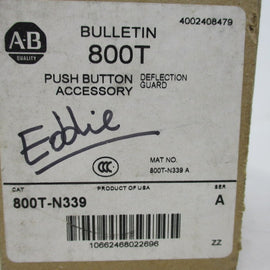 4002408479
A-B
QUALITY
BULLETIN
800T
PUSH BUTTON ACCESSORY
DEFLECTION GUARD
Eddie
CCC
MAT NO.
800T-N339 A
CAT
PRODUCT OF USA
SER
800T-N339
A
10662468022696
ZZ